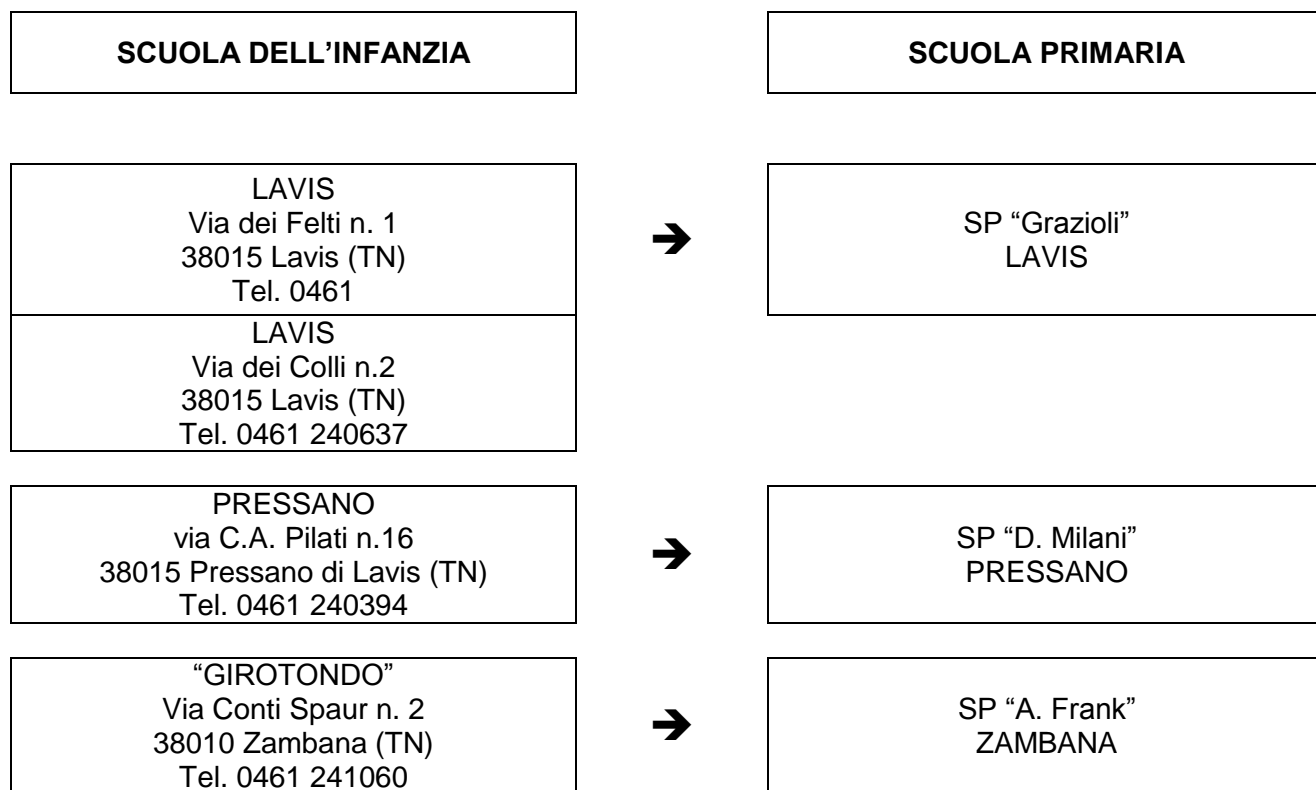 SCUOLA DELL’INFANZIA
SCUOLA PRIMARIA
LAVIS
Via dei Felti n. 1
38015 Lavis (TN)
Tel. 0461
➔
SP “Grazioli”
LAVIS
LAVIS
Via dei Colli n.2
38015 Lavis (TN)
Tel. 0461 240637
PRESSANO
via C.A. Pilati n.16
38015 Pressano di Lavis (TN)
Tel. 0461 240394
➔
SP “D. Milani”
PRESSANO
“GIROTONDO”
Via Conti Spaur n. 2
38010 Zambana (TN)
Tel. 0461 241060
➔
SP “A. Frank”
ZAMBANA